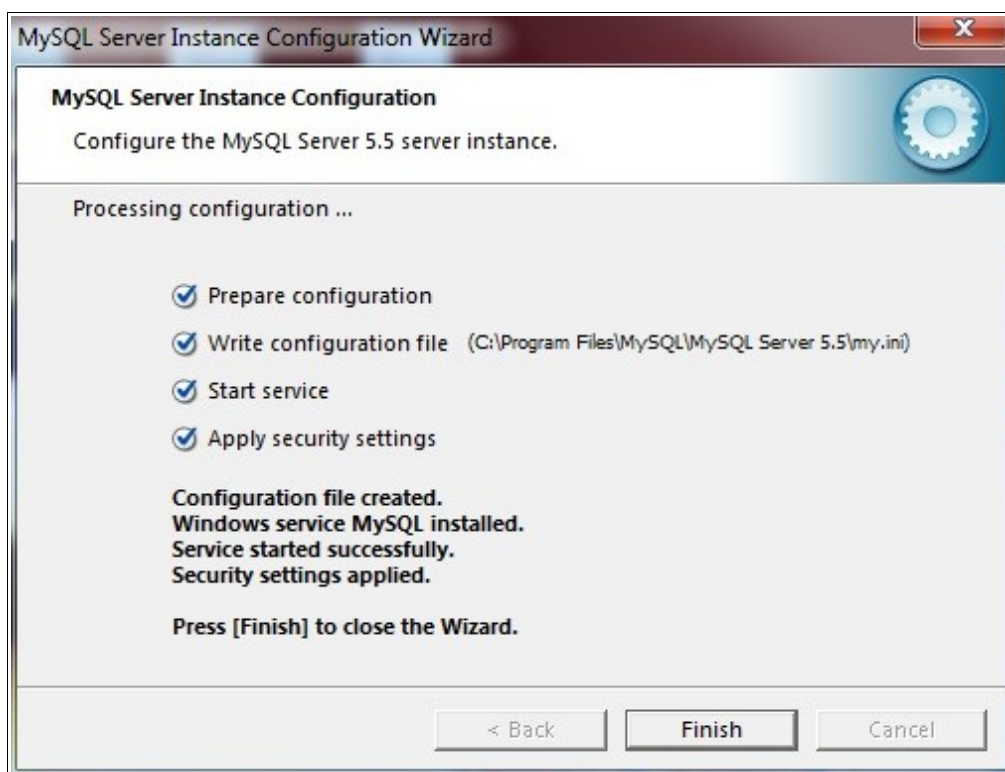 MySQL Server Instance Configuration Wizard
MySQL Server Instance Configuration
Configure the MySQL Server 5.5 server instance.
Processing configuration ...
Prepare configuration
Write configuration file (C:\Program Files\MySQL\MySQL Server 5.5\my.ini)
Start service
Apply security settings
Configuration file created.
Windows service MySQL installed.
Service started successfully.
Security settings applied.
Press [Finish] to close the Wizard.
< Back Finish Cancel